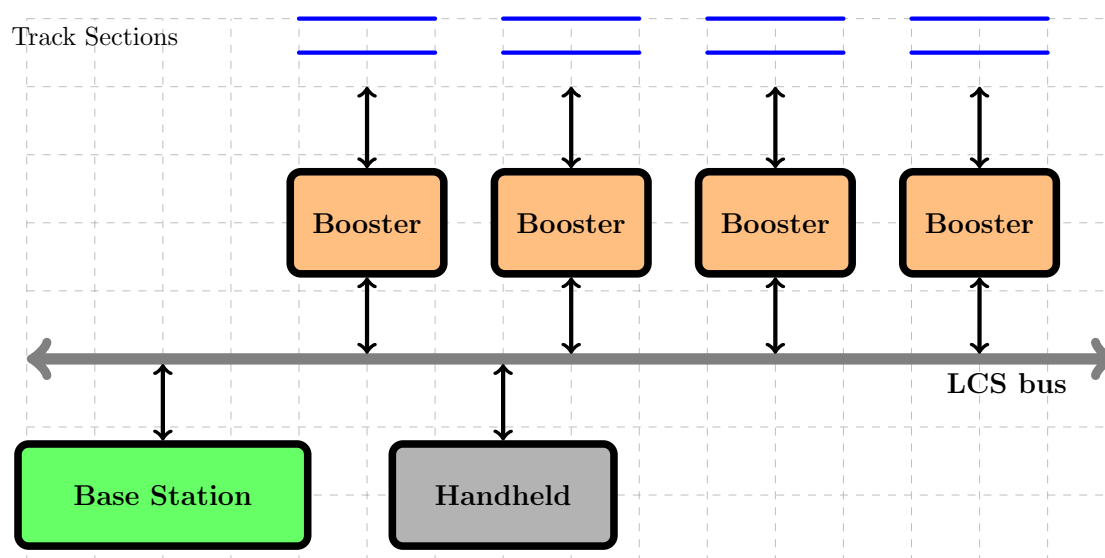 Track Sections
Booster
Booster
Booster
Booster
LCS bus
Base Station
Handheld